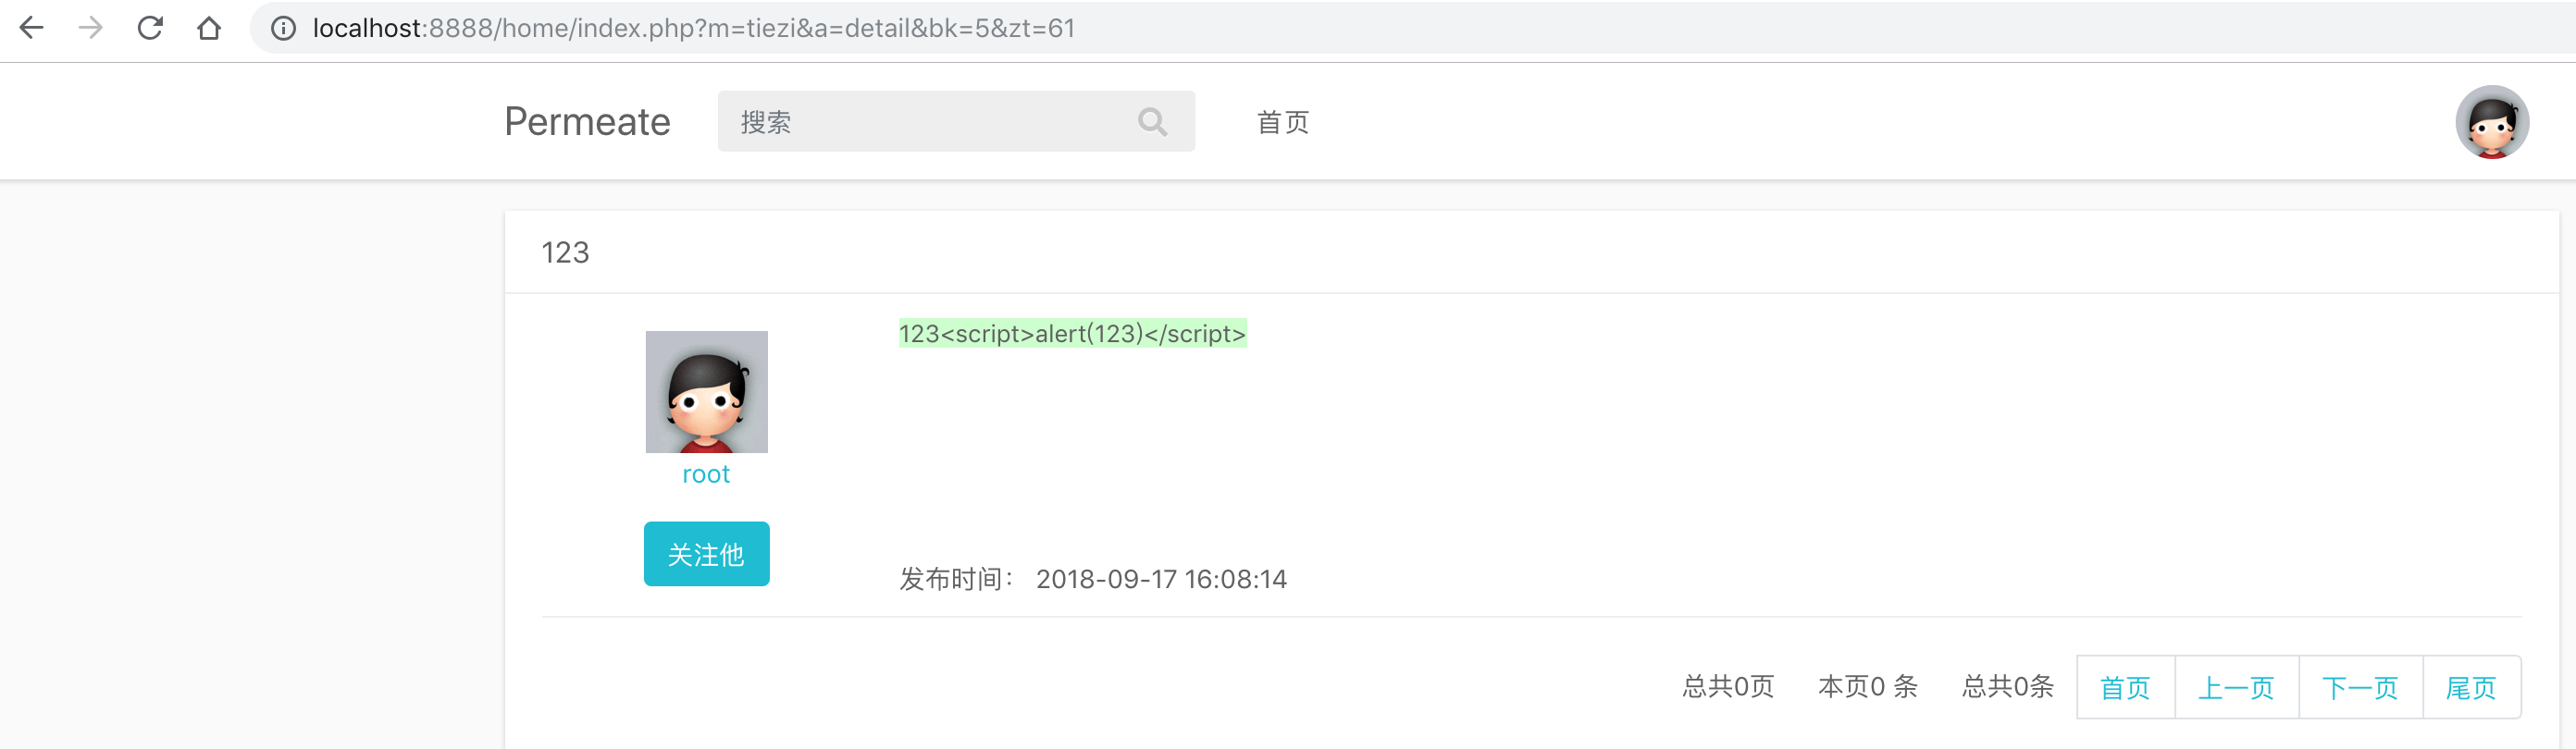 localhost:8888/home/index.php?m=tiezi&a=detail&bk=5&zt=61
Permeate 搜索 首页
123
123<script>alert(123)</script>
root
关注他
发布时间： 2018-09-17 16:08:14
总共0页 本页0 条 总共0条 首页 上一页 下一页 尾页